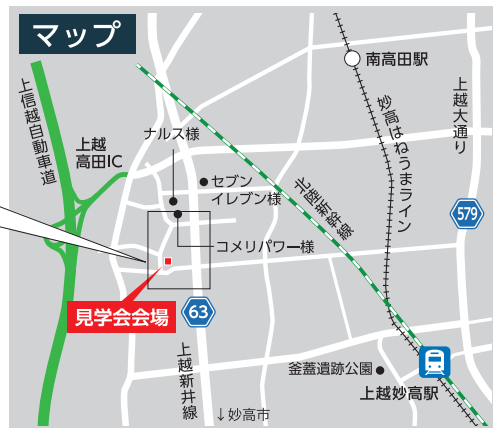 マップ
南高田駅
上信越自動車道
上越
高田IC
ナルス様
セブン
イレブン様
北陸新幹線
妙高はねうまライン
上越大通り
579
コメリパワー様
見学会会場
63
上越新井線
釜蓋遺跡公園
上越妙高駅
↓妙高市